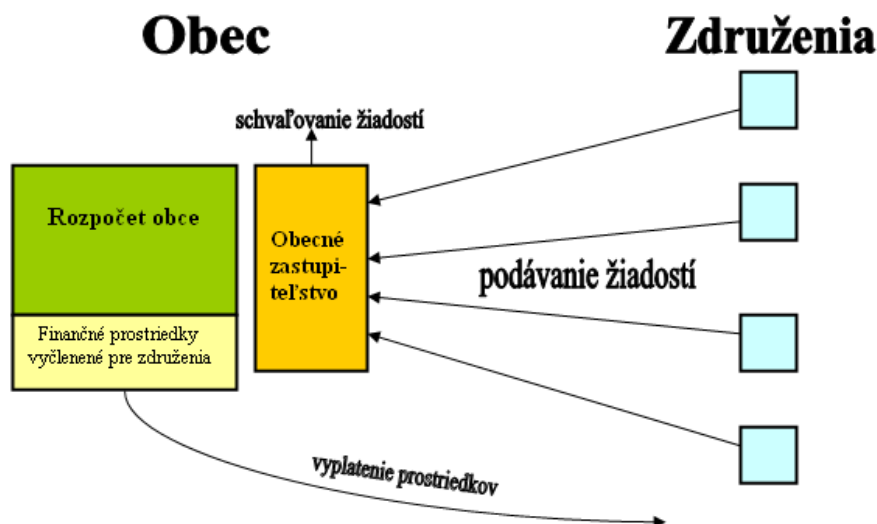 Obec
Združenia
schvaľovanie žiadostí
Rozpočet obce
Obecné
zastupi-
teľstvo
podávanie žiadostí
Finančné prostriedky
vyčlenené pre združenia
vyplatenie prostriedkov